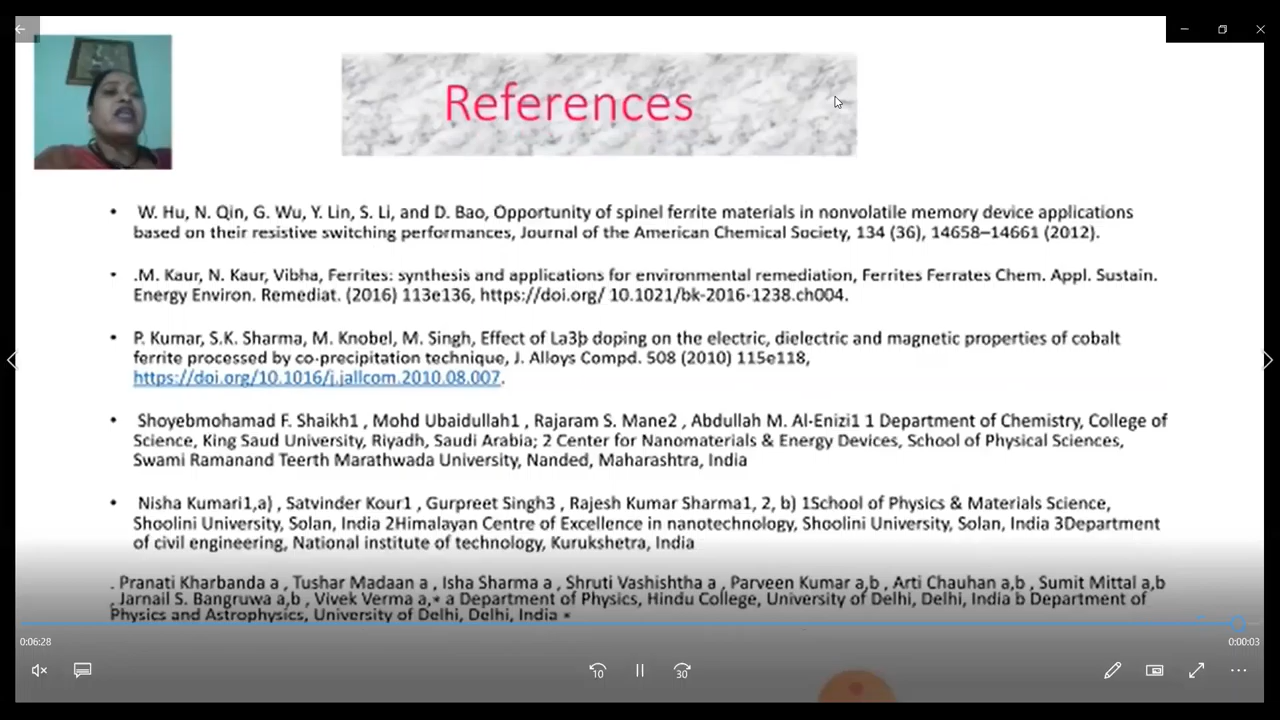 References
• W. Hu, N. Qin, G. Wu, Y. Lin, S. Li, and D. Bao, Opportunity of spinel ferrite materials in nonvolatile memory device applications
based on their resistive switching performances, Journal of the American Chemical Society, 134 (36), 14658–14661 (2012).
• .M. Kaur, N. Kaur, Vibha, Ferrites: synthesis and applications for environmental remediation, Ferrites Ferrates Chem. Appl. Sustain.
Energy Environ. Remediat. (2016) 113e136, https://doi.org/ 10.1021/bk-2016-1238.ch004.
• P. Kumar, S.K. Sharma, M. Knobel, M. Singh, Effect of La3þ doping on the electric, dielectric and magnetic properties of cobalt
ferrite processed by co-precipitation technique, J. Alloys Compd. 508 (2010) 115e118,
https://doi.org/10.1016/j.jallcom.2010.08.007.
• Shoyebmohamad F. Shaikh1 , Mohd Ubaidullah1 , Rajaram S. Mane2 , Abdullah M. Al-Enizi1 1 Department of Chemistry, College of
Science, King Saud University, Riyadh, Saudi Arabia; 2 Center for Nanomaterials & Energy Devices, School of Physical Sciences,
Swami Ramanand Teerth Marathwada University, Nanded, Maharashtra, India
• Nisha Kumari1,a) , Satvinder Kour1 , Gurpreet Singh3 , Rajesh Kumar Sharma1, 2, b) 1School of Physics & Materials Science,
Shoolini University, Solan, India 2Himalayan Centre of Excellence in nanotechnology, Shoolini University, Solan, India 3Department
of civil engineering, National institute of technology, Kurukshetra, India
. Pranati Kharbanda a , Tushar Madaan a , Isha Sharma a , Shruti Vashishtha a , Parveen Kumar a,b , Arti Chauhan a,b , Sumit Mittal a,b
, Jarnail S. Bangruwa a,b , Vivek Verma a,* a Department of Physics, Hindu College, University of Delhi, Delhi, India b Department of
Physics and Astrophysics, University of Delhi, Delhi, India *
0:06:28
0:00:03
10
30